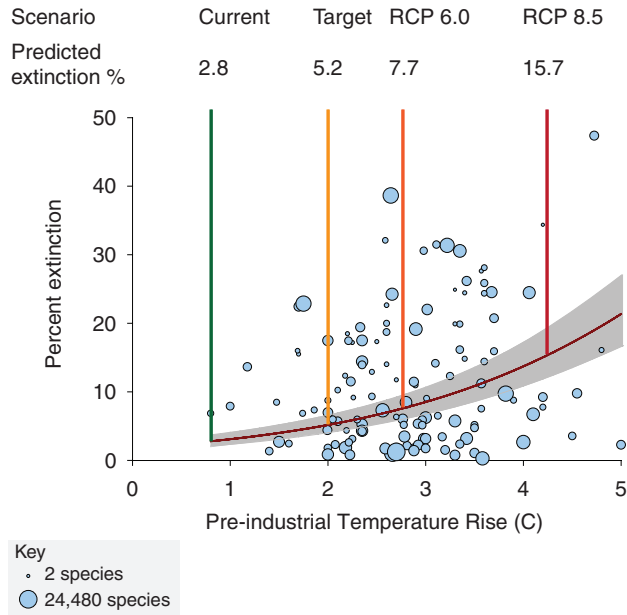 Scenario Current Target RCP 6.0 RCP 8.5
Predicted
extinction % 2.8 5.2 7.7 15.7
50
40
30
20
10
0
Percent extinction
0 1 2 3 4 5
Pre-industrial Temperature Rise (C)
Key
2 species
24,480 species